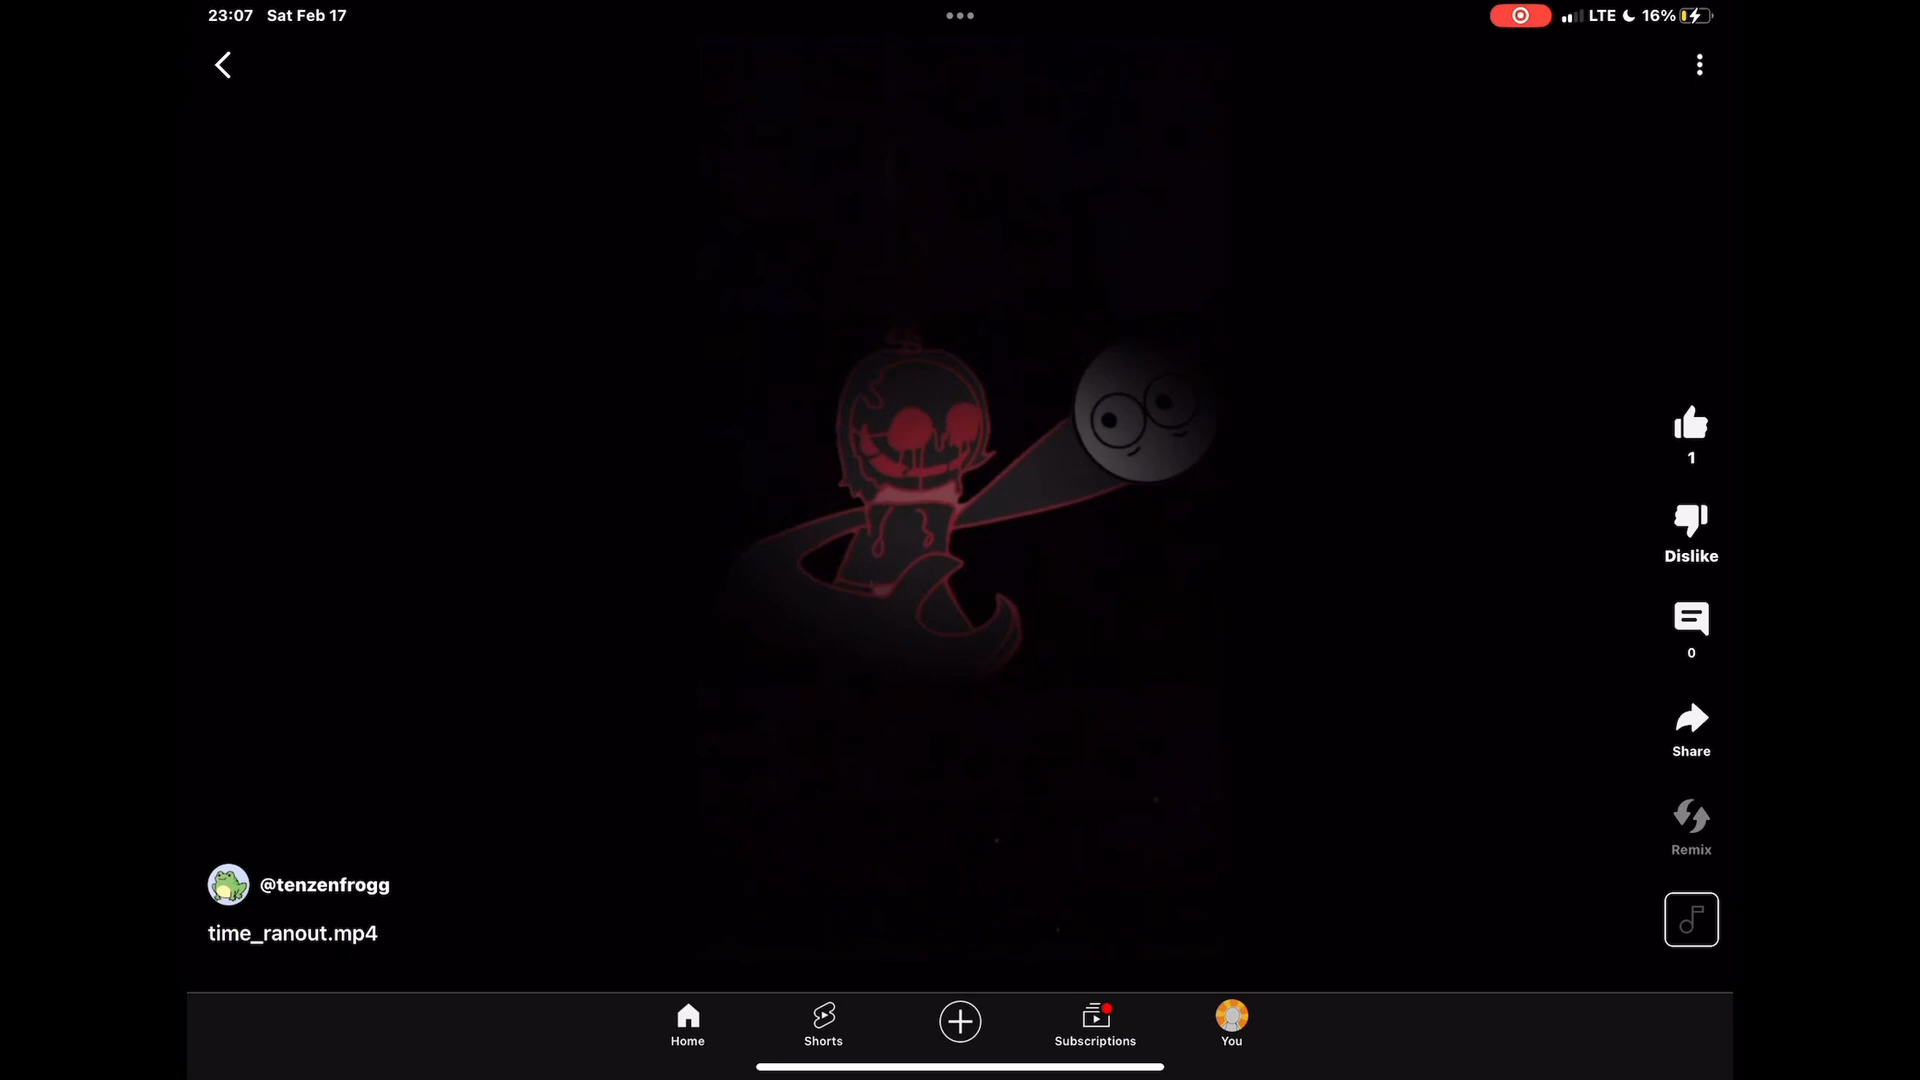 23:07 Sat Feb 17
LTE 16%
1
Dislike
0
Share
Remix
@tenzenfrogg
time_ranout.mp4
Home
Shorts
Subscriptions
You